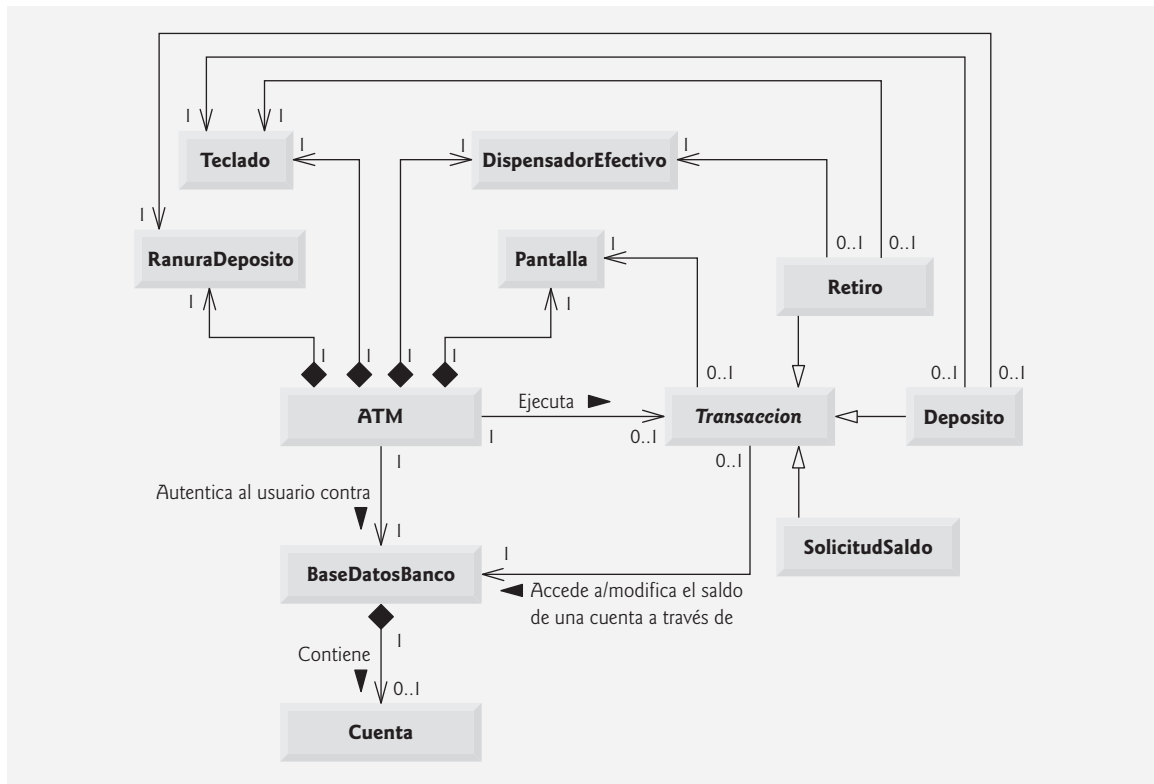 1
1
1
1
1
Teclado
DispensadorEfectivo
1
0..1
0..1
RanuraDeposito
Pantalla
1
Retiro
1
1
1
1
1
1
0..1
0..1
0..1
ATM
Ejecuta
Transaccion
Deposito
1
0..1
1
0..1
Autentica al usuario contra
1
1
SolicitudSaldo
BaseDatosBanco
Accede a/modifica el saldo
de una cuenta a través de
1
Contiene
0..1
Cuenta